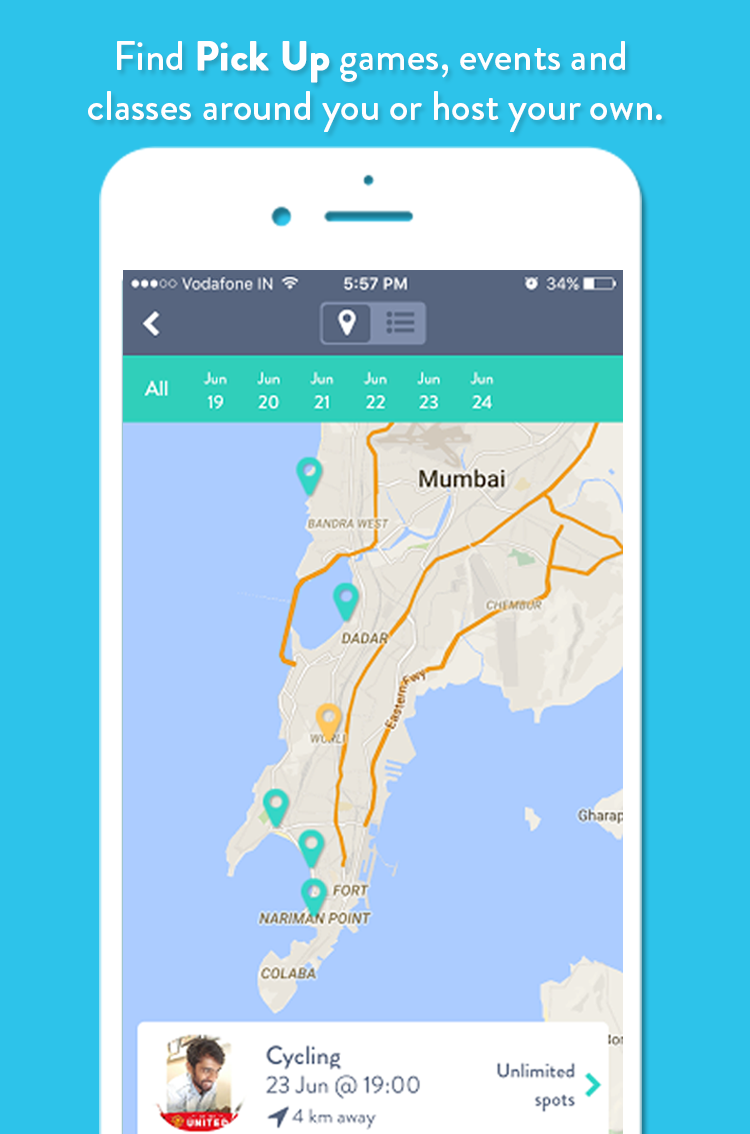 Find Pick Up games, events and
classes around you or host your own.
Vodafone IN 5:57 PM 34%
All Jun 19 Jun 20 Jun 21 Jun 22 Jun 23 Jun 24
Mumbai
BANDRA WEST
CHEMBUR
DADAR
Eastern Fwy
WORLI
Gharap
FORT
NARIMAN POINT
COLABA
Cycling
23 Jun @ 19:00
4 km away
Unlimited
spots
UNITED